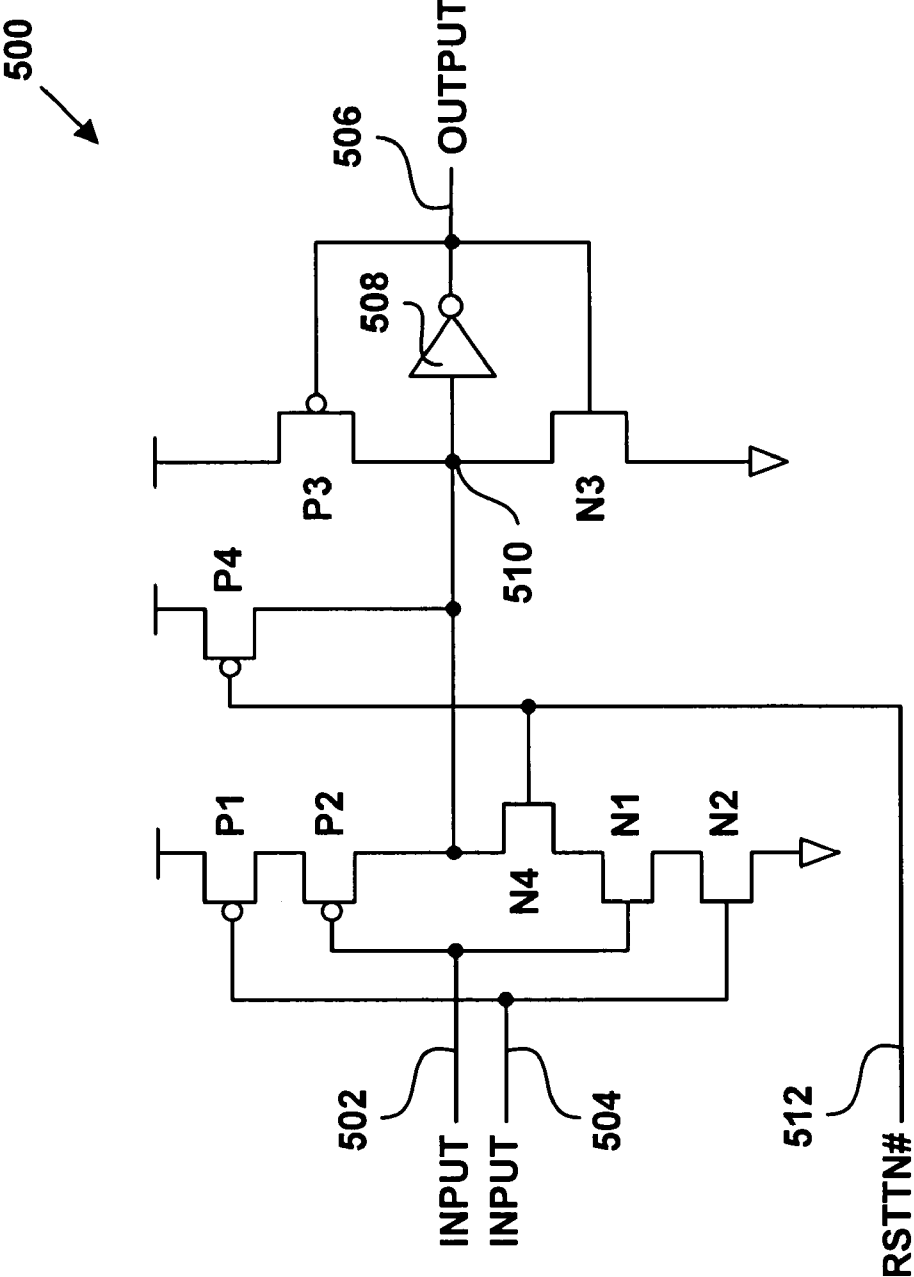 500
506
OUTPUT
508
P3
N3
510
P4
P1
P2
N4
N1
N2
502
INPUT
INPUT
504
512
RSTTN#